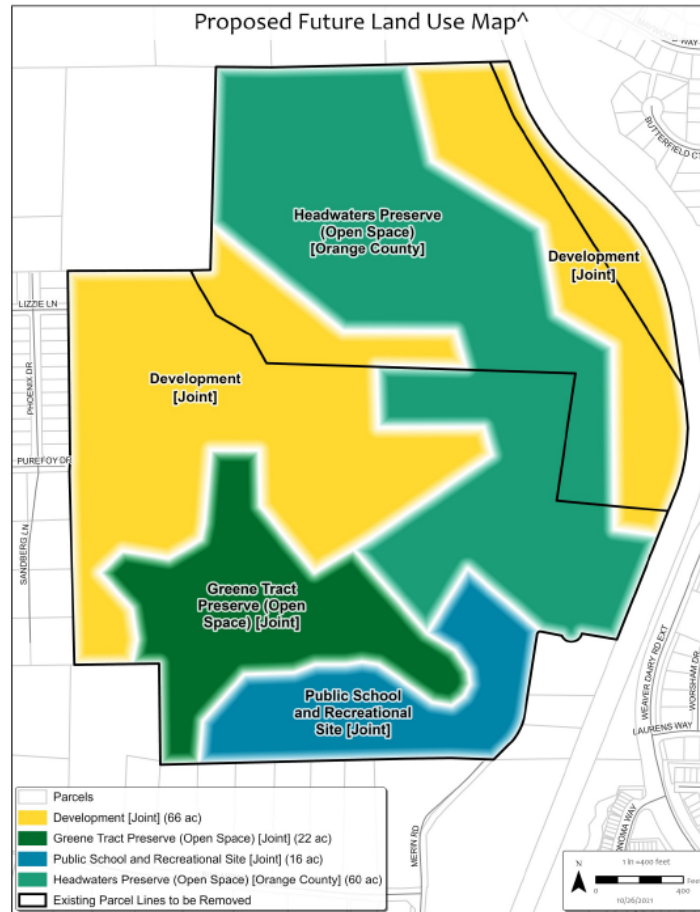 Proposed Future Land Use Map^
WAY
BUTTERFIELD CT
Headwaters Preserve
(Open Space)
[Orange County]
Development
[Joint]
LIZZIE LN
PHOENIX DR
Development
[Joint]
PUREFOY DR
SANDBERG LN
Greene Tract
Preserve (Open
Space) [Joint]
Public School
and Recreational
Site [Joint]
WEAVER DAIRY RD EXT
WORSHAM DR
LAURENS WAY
MERIN RD
SONOMA WAY
Parcels
Development [Joint] (66 ac)
Greene Tract Preserve (Open Space) [Joint] (22 ac)
Public School and Recreational Site [Joint] (16 ac)
Headwaters Preserve (Open Space) [Orange County] (60 ac)
Existing Parcel Lines to be Removed
N
1 in =400 feet
Feet
0 400
10/26/2021